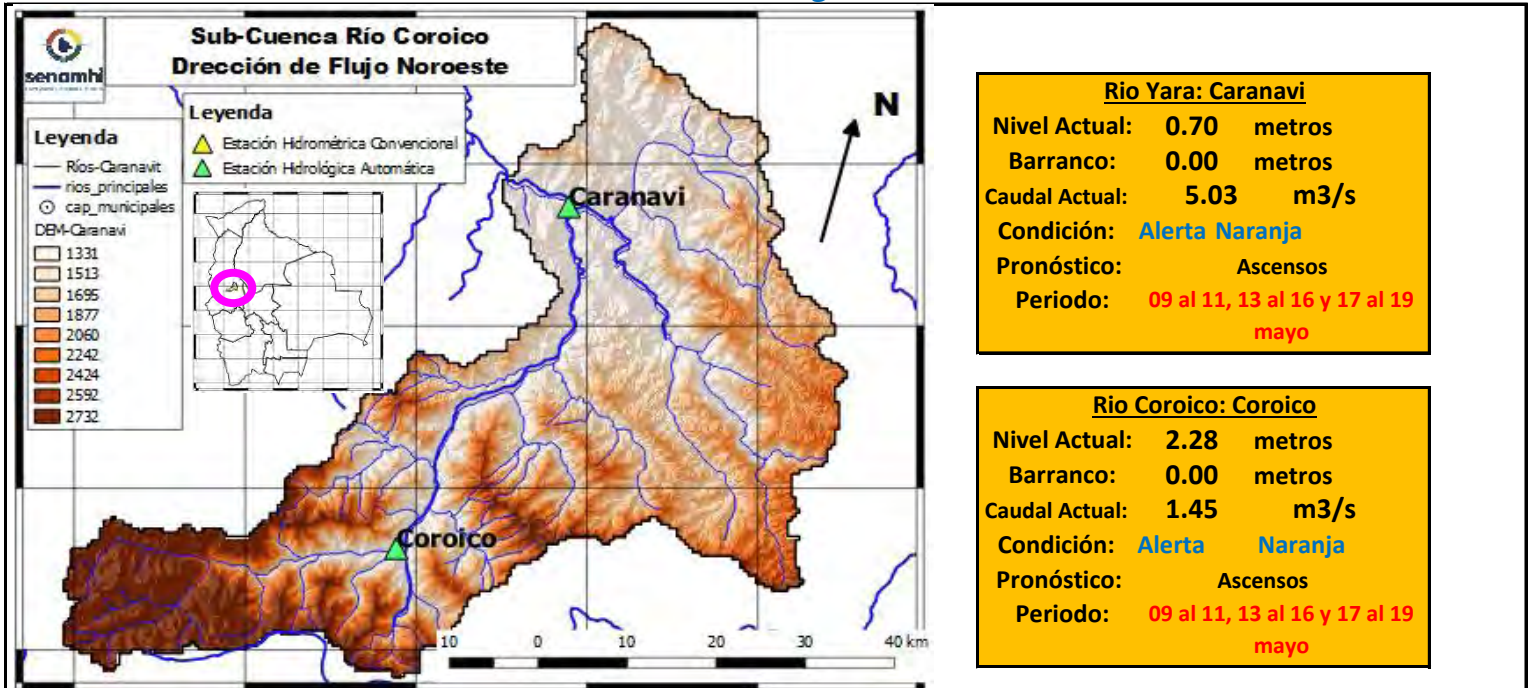 senamhi
Sub-Cuenca Río Coroico
Drección de Flujo Noroeste
Leyenda
Estación Hidrométrica Convencional
Estación Hidrológica Automática
Leyenda
Ríos-Caranavit
rios_principales
cap_municipales
DEM-Caranavi
1331
1513
1695
1877
2060
2242
2424
2592
2732
N
Caranavi
Coroico
10 0 10 20 30 40 km
Rio Yara: Caranavi
Nivel Actual: 0.70 metros
Barranco: 0.00 metros
Caudal Actual: 5.03 m3/s
Condición: Alerta Naranja
Pronóstico: Ascensos
Periodo: 09 al 11, 13 al 16 y 17 al 19
mayo
Rio Coroico: Coroico
Nivel Actual: 2.28 metros
Barranco: 0.00 metros
Caudal Actual: 1.45 m3/s
Condición: Alerta Naranja
Pronóstico: Ascensos
Periodo: 09 al 11, 13 al 16 y 17 al 19
mayo